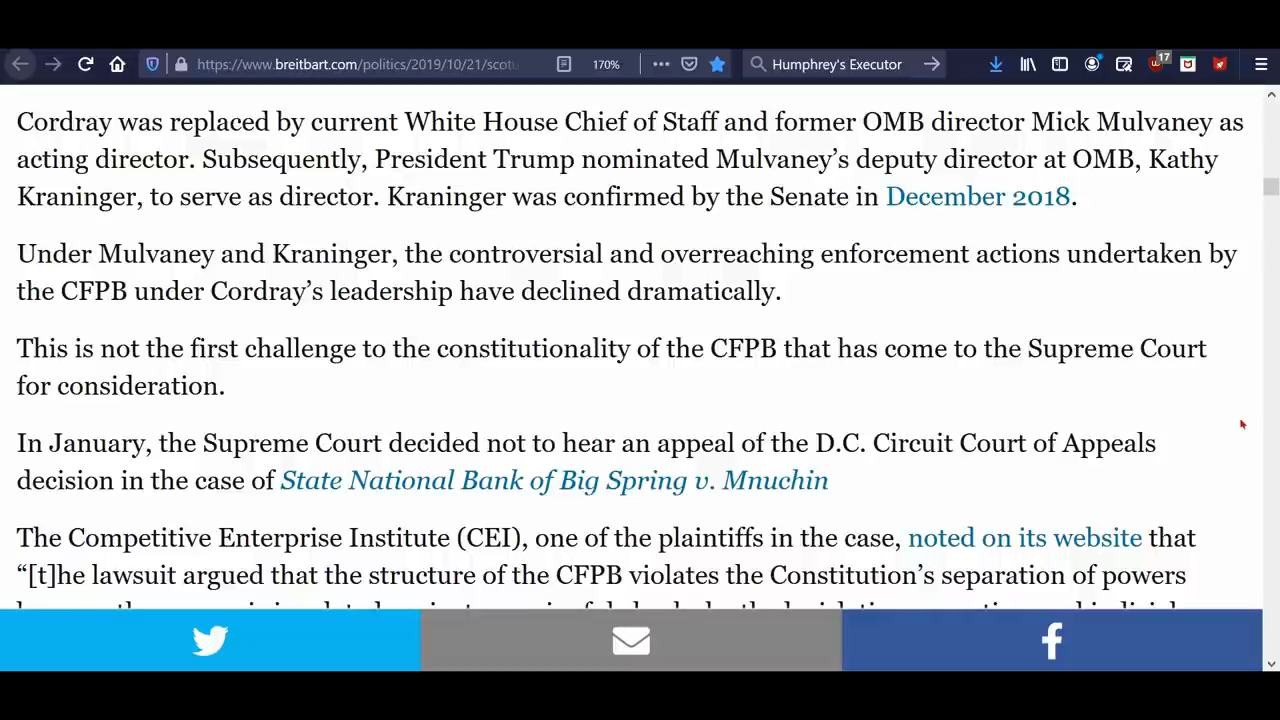 https://www.breitbart.com/politics/2019/10/21/scotu
170%
Humphrey's Executor
17
Cordray was replaced by current White House Chief of Staff and former OMB director Mick Mulvaney as
acting director. Subsequently, President Trump nominated Mulvaney’s deputy director at OMB, Kathy
Kraninger, to serve as director. Kraninger was confirmed by the Senate in December 2018.
Under Mulvaney and Kraninger, the controversial and overreaching enforcement actions undertaken by
the CFPB under Cordray’s leadership have declined dramatically.
This is not the first challenge to the constitutionality of the CFPB that has come to the Supreme Court
for consideration.
In January, the Supreme Court decided not to hear an appeal of the D.C. Circuit Court of Appeals
decision in the case of State National Bank of Big Spring v. Mnuchin
The Competitive Enterprise Institute (CEI), one of the plaintiffs in the case, noted on its website that
“[t]he lawsuit argued that the structure of the CFPB violates the Constitution’s separation of powers